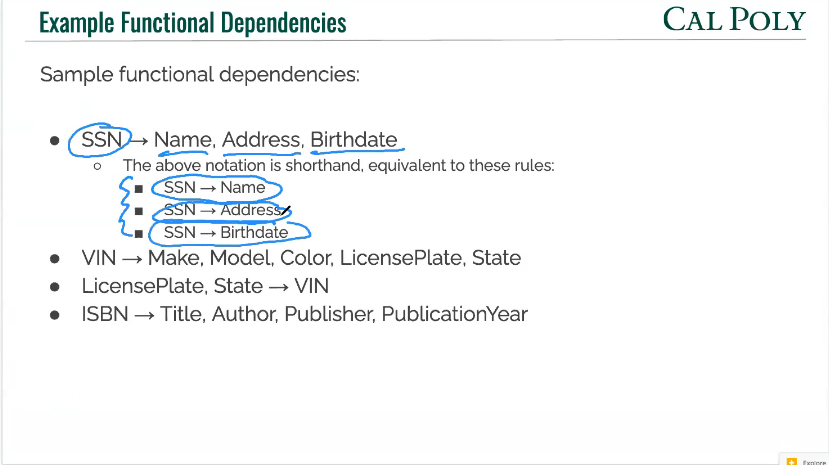 Example Functional Dependencies
CAL POLY
Sample functional dependencies:
● SSN → Name, Address, Birthdate
○ The above notation is shorthand, equivalent to these rules:
■ SSN → Name
■ SSN → Address
■ SSN → Birthdate
● VIN → Make, Model, Color, LicensePlate, State
● LicensePlate, State → VIN
● ISBN → Title, Author, Publisher, PublicationYear
Explore